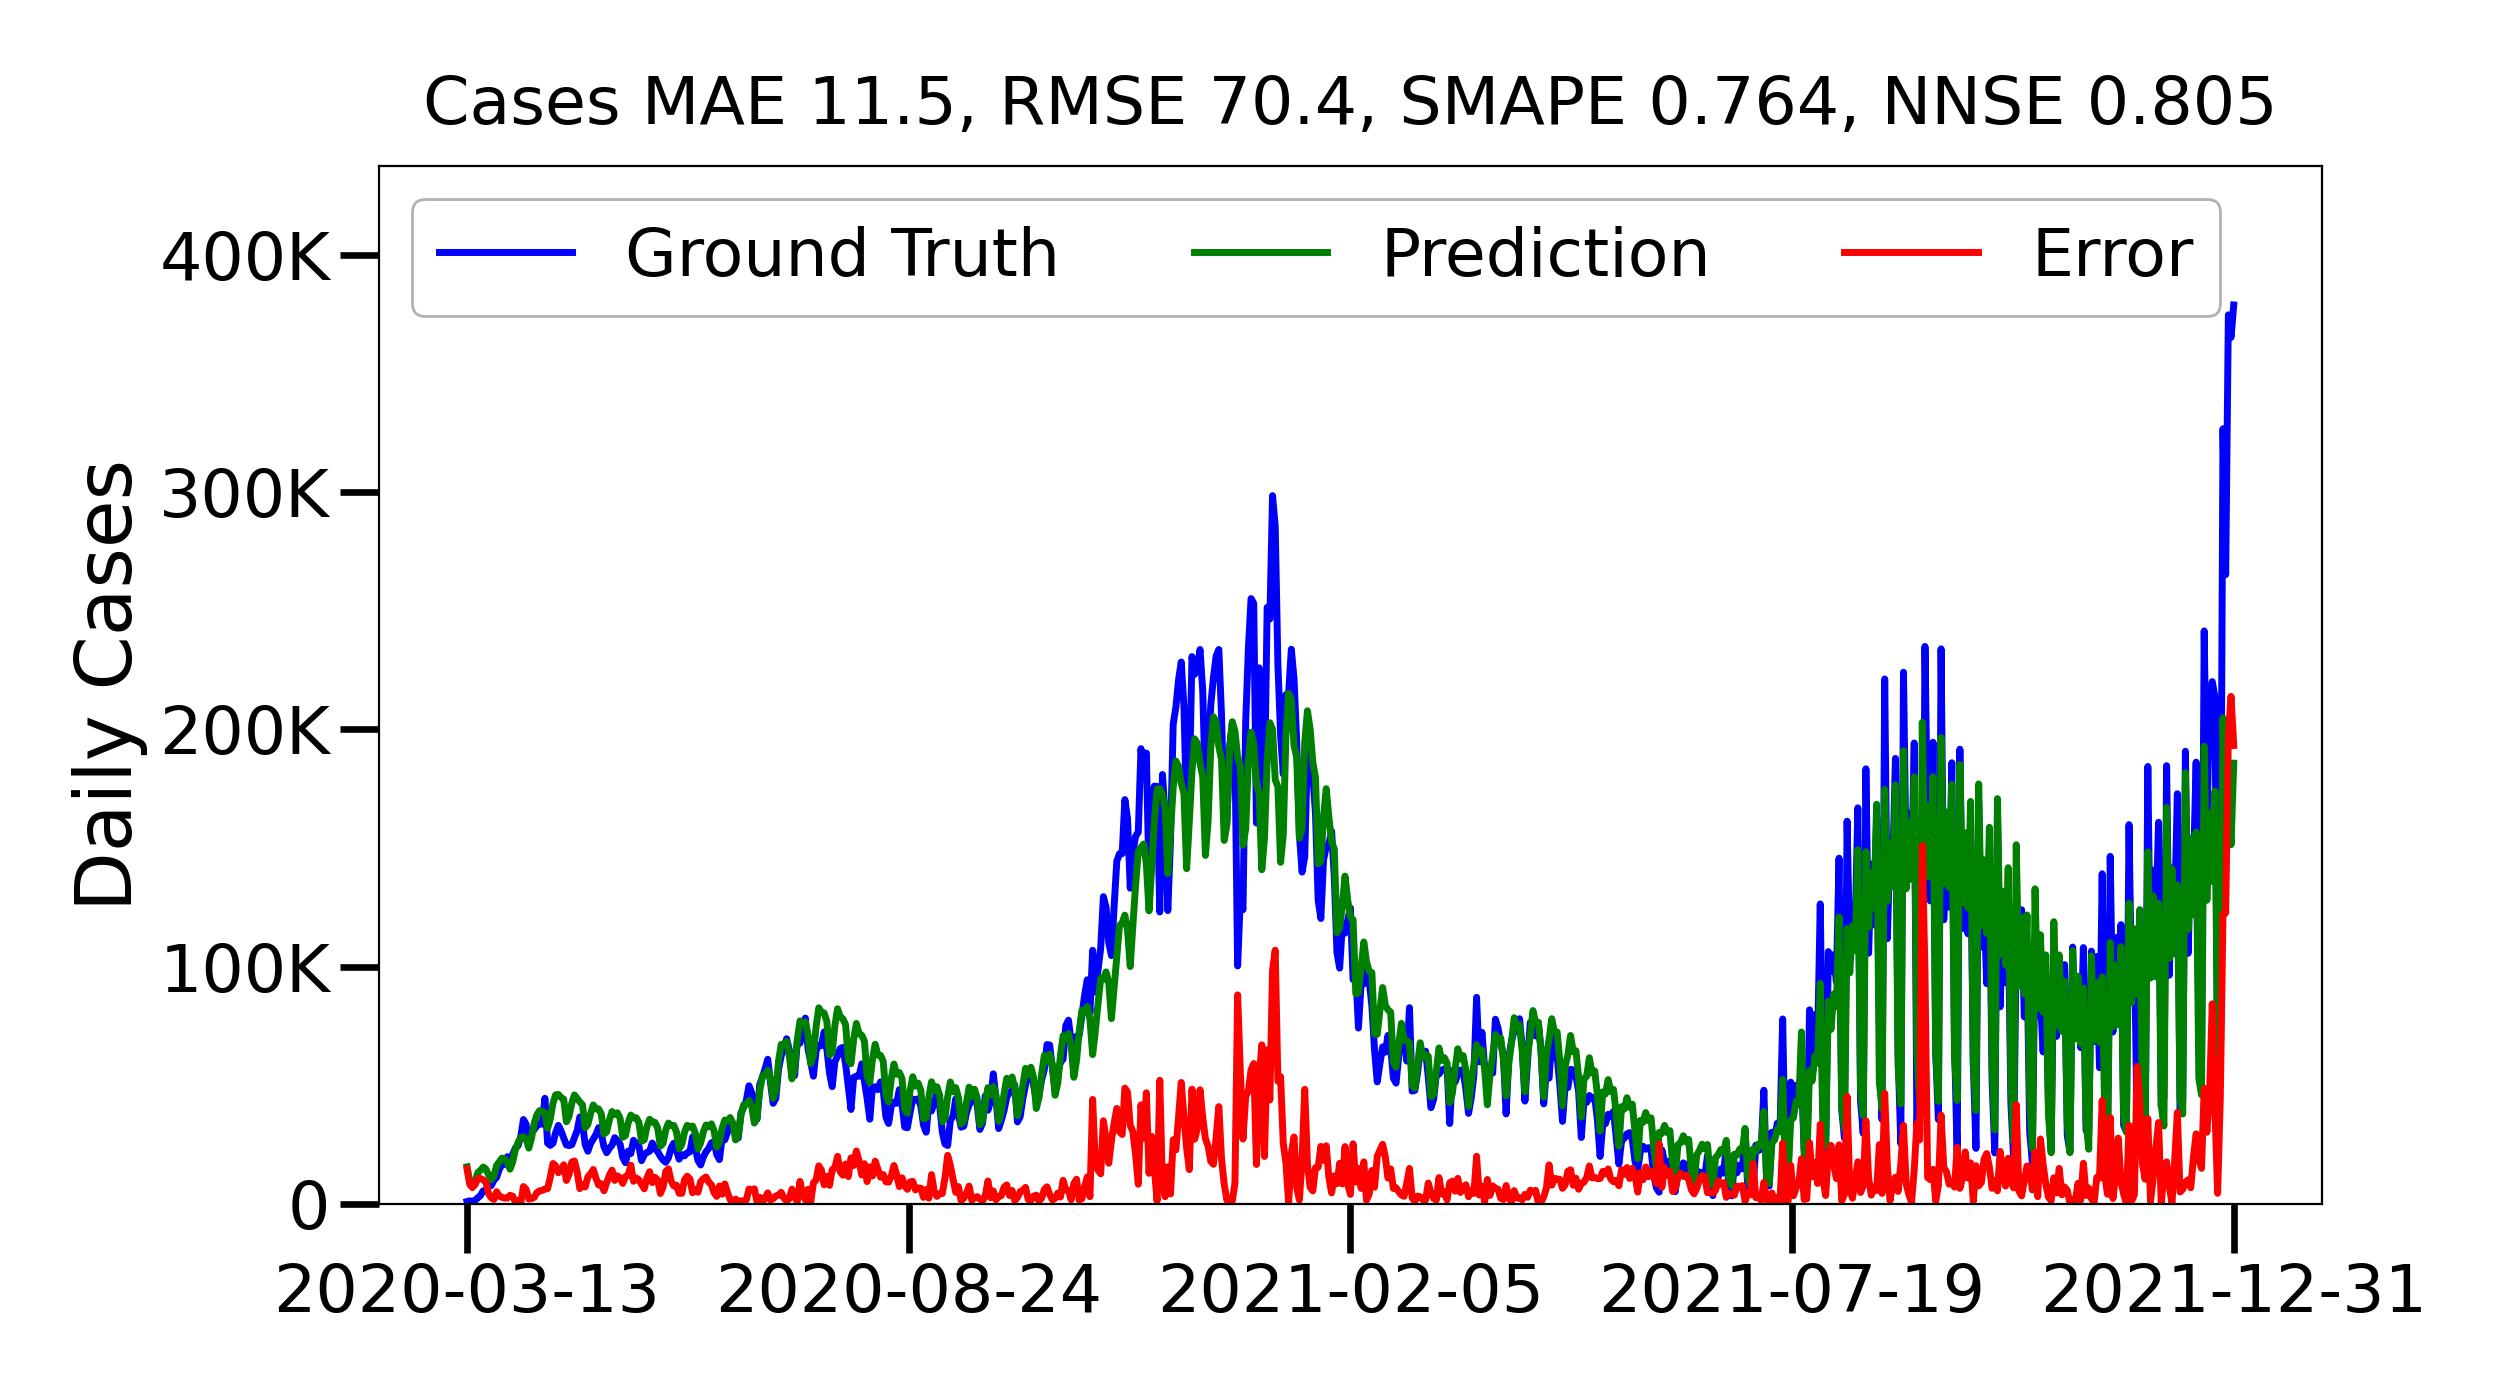 Cases MAE 11.5, RMSE 70.4, SMAPE 0.764, NNSE 0.805
Ground Truth Prediction Error
Daily Cases
400K
300K
200K
100K
0
2020-03-13 2020-08-24 2021-02-05 2021-07-19 2021-12-31